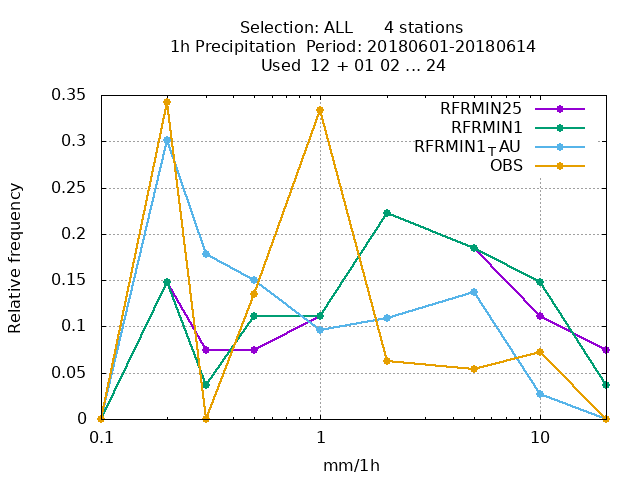 Selection: ALL 4 stations
1h Precipitation Period: 20180601-20180614
Used 12 + 01 02 ... 24
RFRMIN25
RFRMIN1
RFRMIN1TAU
OBS
0.35
0.3
0.25
0.2
0.15
0.1
0.05
0
Relative frequency
0.1 1 10
mm/1h